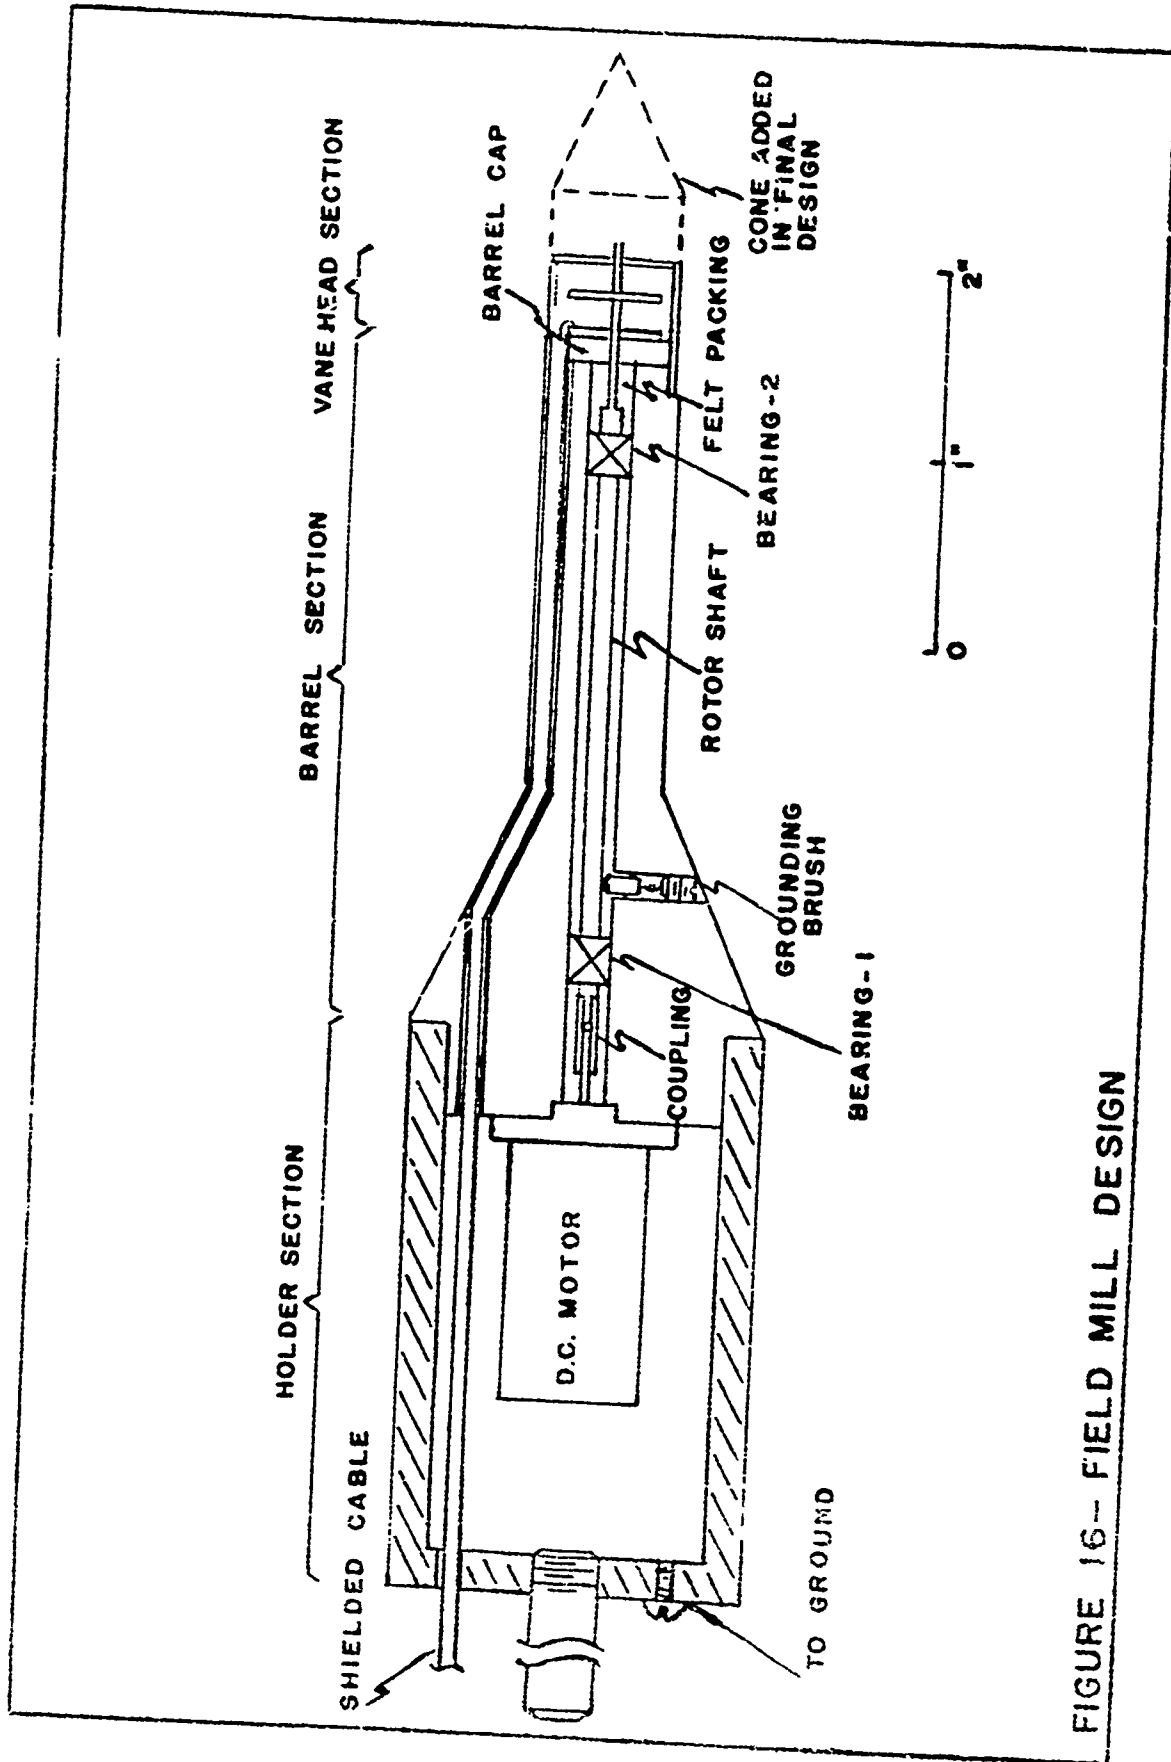 HOLDER SECTION
BARREL SECTION
VANE HEAD SECTION
SHIELDED CABLE
BARREL CAP
D.C. MOTOR
CONE ADDED
IN FINAL
DESIGN
FELT PACKING
BEARING-2
ROTOR SHAFT
COUPLING
GROUNDING
BRUSH
BEARING-1
TO GROUND
0
1"
2"
FIGURE 16-- FIELD MILL DESIGN